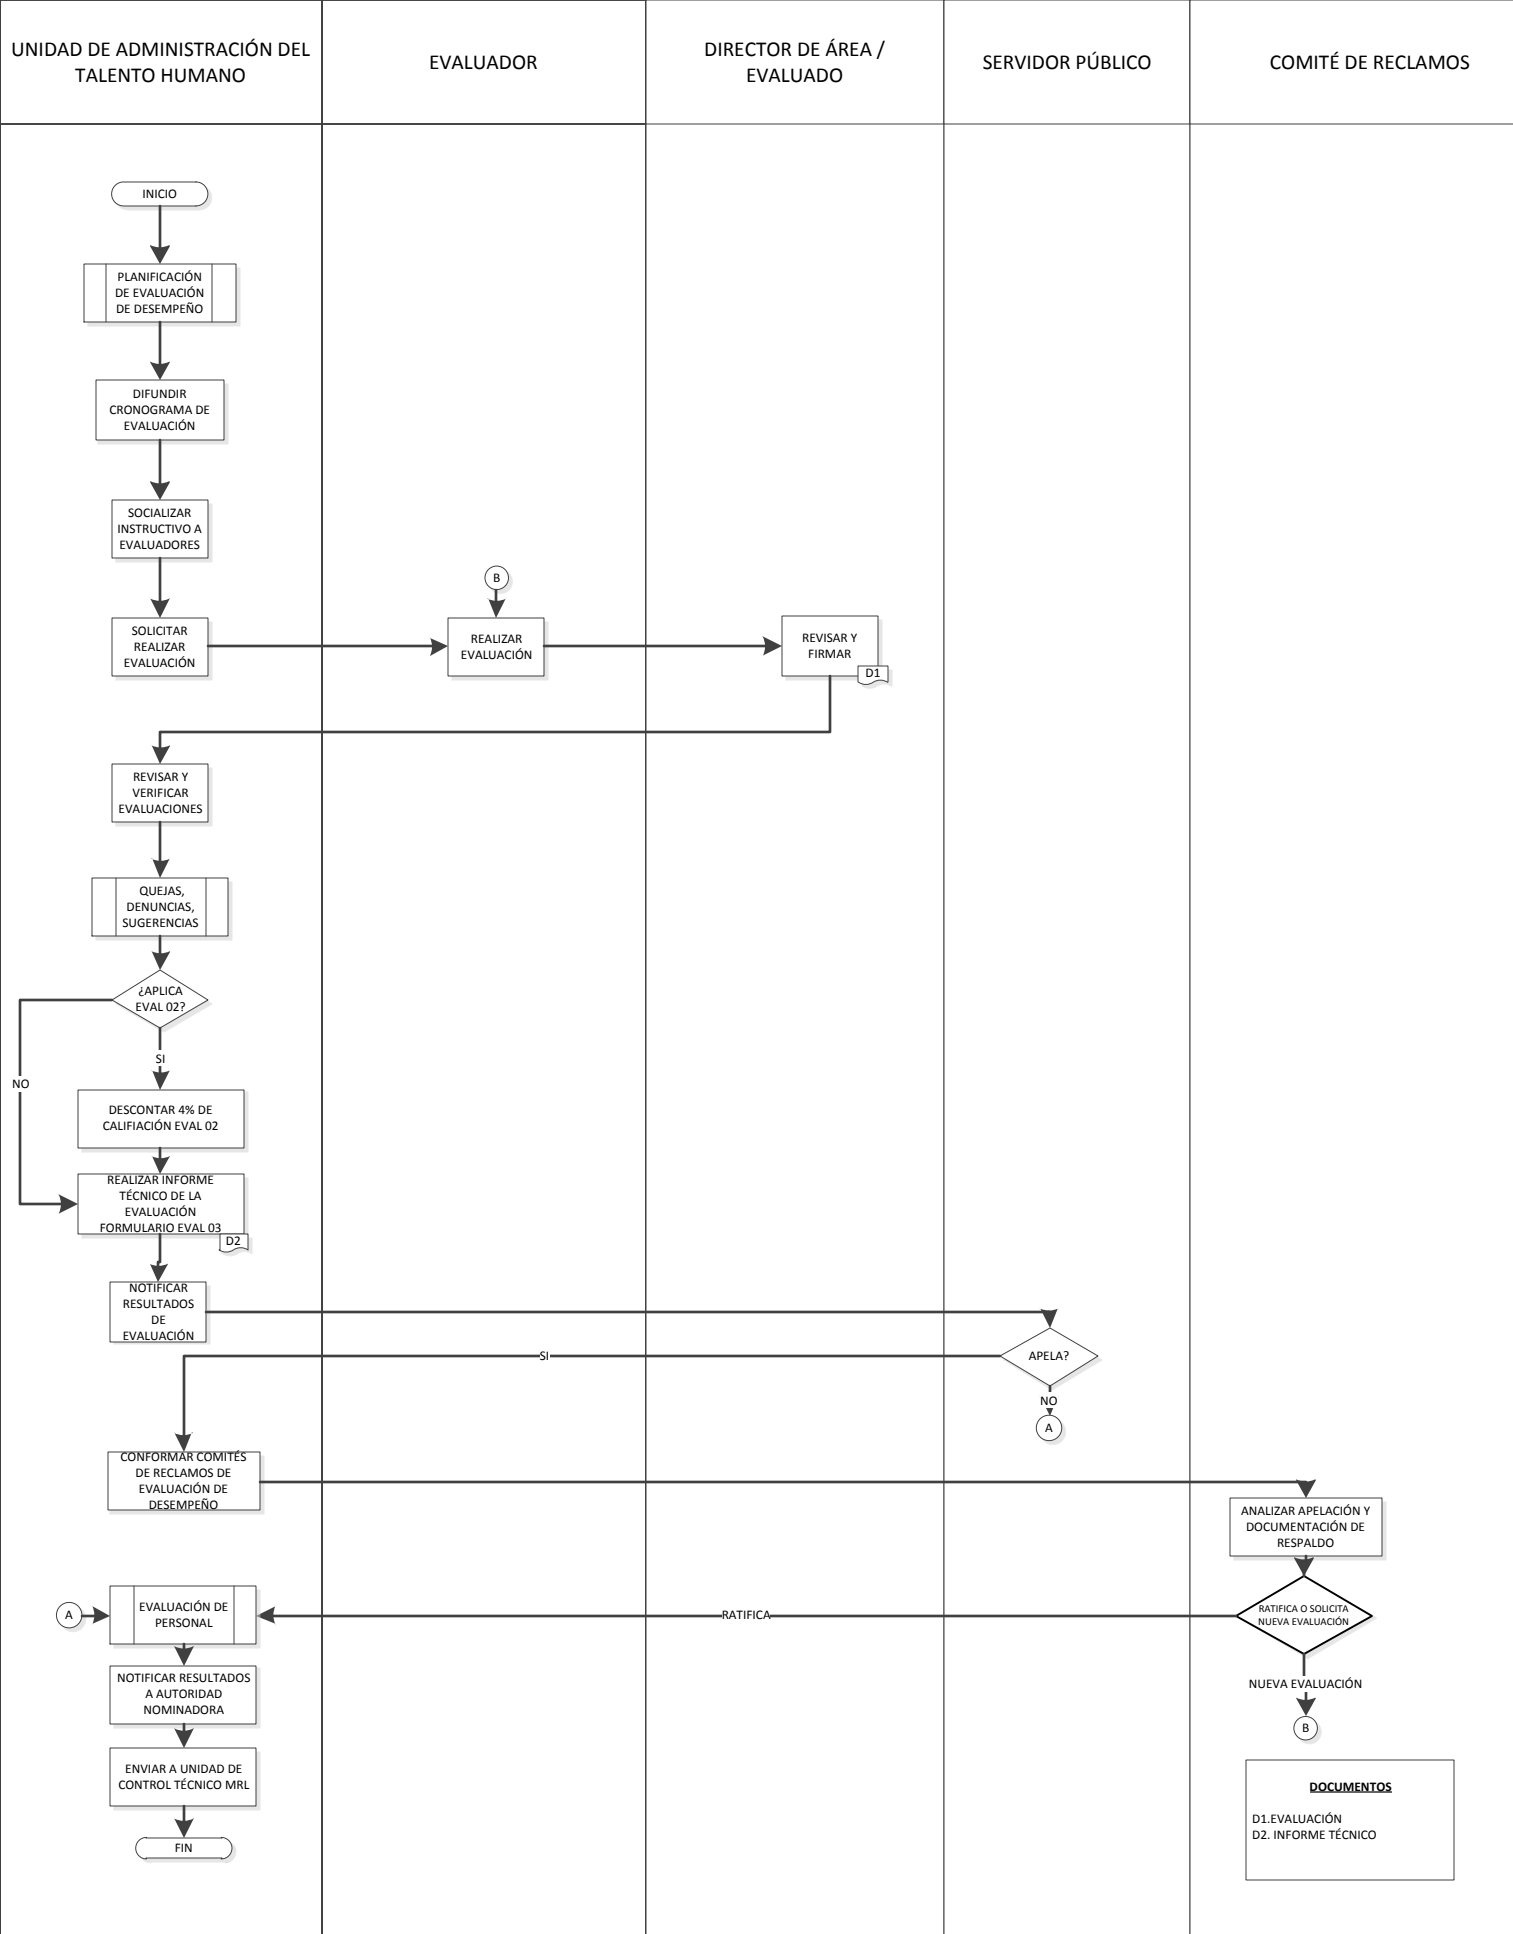 UNIDAD DE ADMINISTRACIÓN DEL
TALENTO HUMANO
EVALUADOR
DIRECTOR DE ÁREA /
EVALUADO
SERVIDOR PÚBLICO
COMITÉ DE RECLAMOS
INICIO
PLANIFICACIÓN
DE EVALUACIÓN
DE DESEMPEÑO
DIFUNDIR
CRONOGRAMA DE
EVALUACIÓN
SOCIALIZAR
INSTRUCTIVO A
EVALUADORES
B
SOLICITAR
REALIZAR
EVALUACIÓN
REALIZAR
EVALUACIÓN
REVISAR Y
FIRMAR
D1
REVISAR Y
VERIFICAR
EVALUACIONES
QUEJAS,
DENUNCIAS,
SUGERENCIAS
¿APLICA
EVAL 02?
SI
NO
DESCONTAR 4% DE
CALIFIACIÓN EVAL 02
REALIZAR INFORME
TÉCNICO DE LA
EVALUACIÓN
FORMULARIO EVAL 03
D2
NOTIFICAR
RESULTADOS
DE
EVALUACIÓN
APELA?
SI
NO
A
CONFORMAR COMITÉS
DE RECLAMOS DE
EVALUACIÓN DE
DESEMPEÑO
ANALIZAR APELACIÓN Y
DOCUMENTACIÓN DE
RESPALDO
RATIFICA O SOLICITA
NUEVA EVALUACIÓN
RATIFICA
A
EVALUACIÓN DE
PERSONAL
NUEVA EVALUACIÓN
B
NOTIFICAR RESULTADOS
A AUTORIDAD
NOMINADORA
ENVIAR A UNIDAD DE
CONTROL TÉCNICO MRL
FIN
DOCUMENTOS
D1.EVALUACIÓN
D2. INFORME TÉCNICO